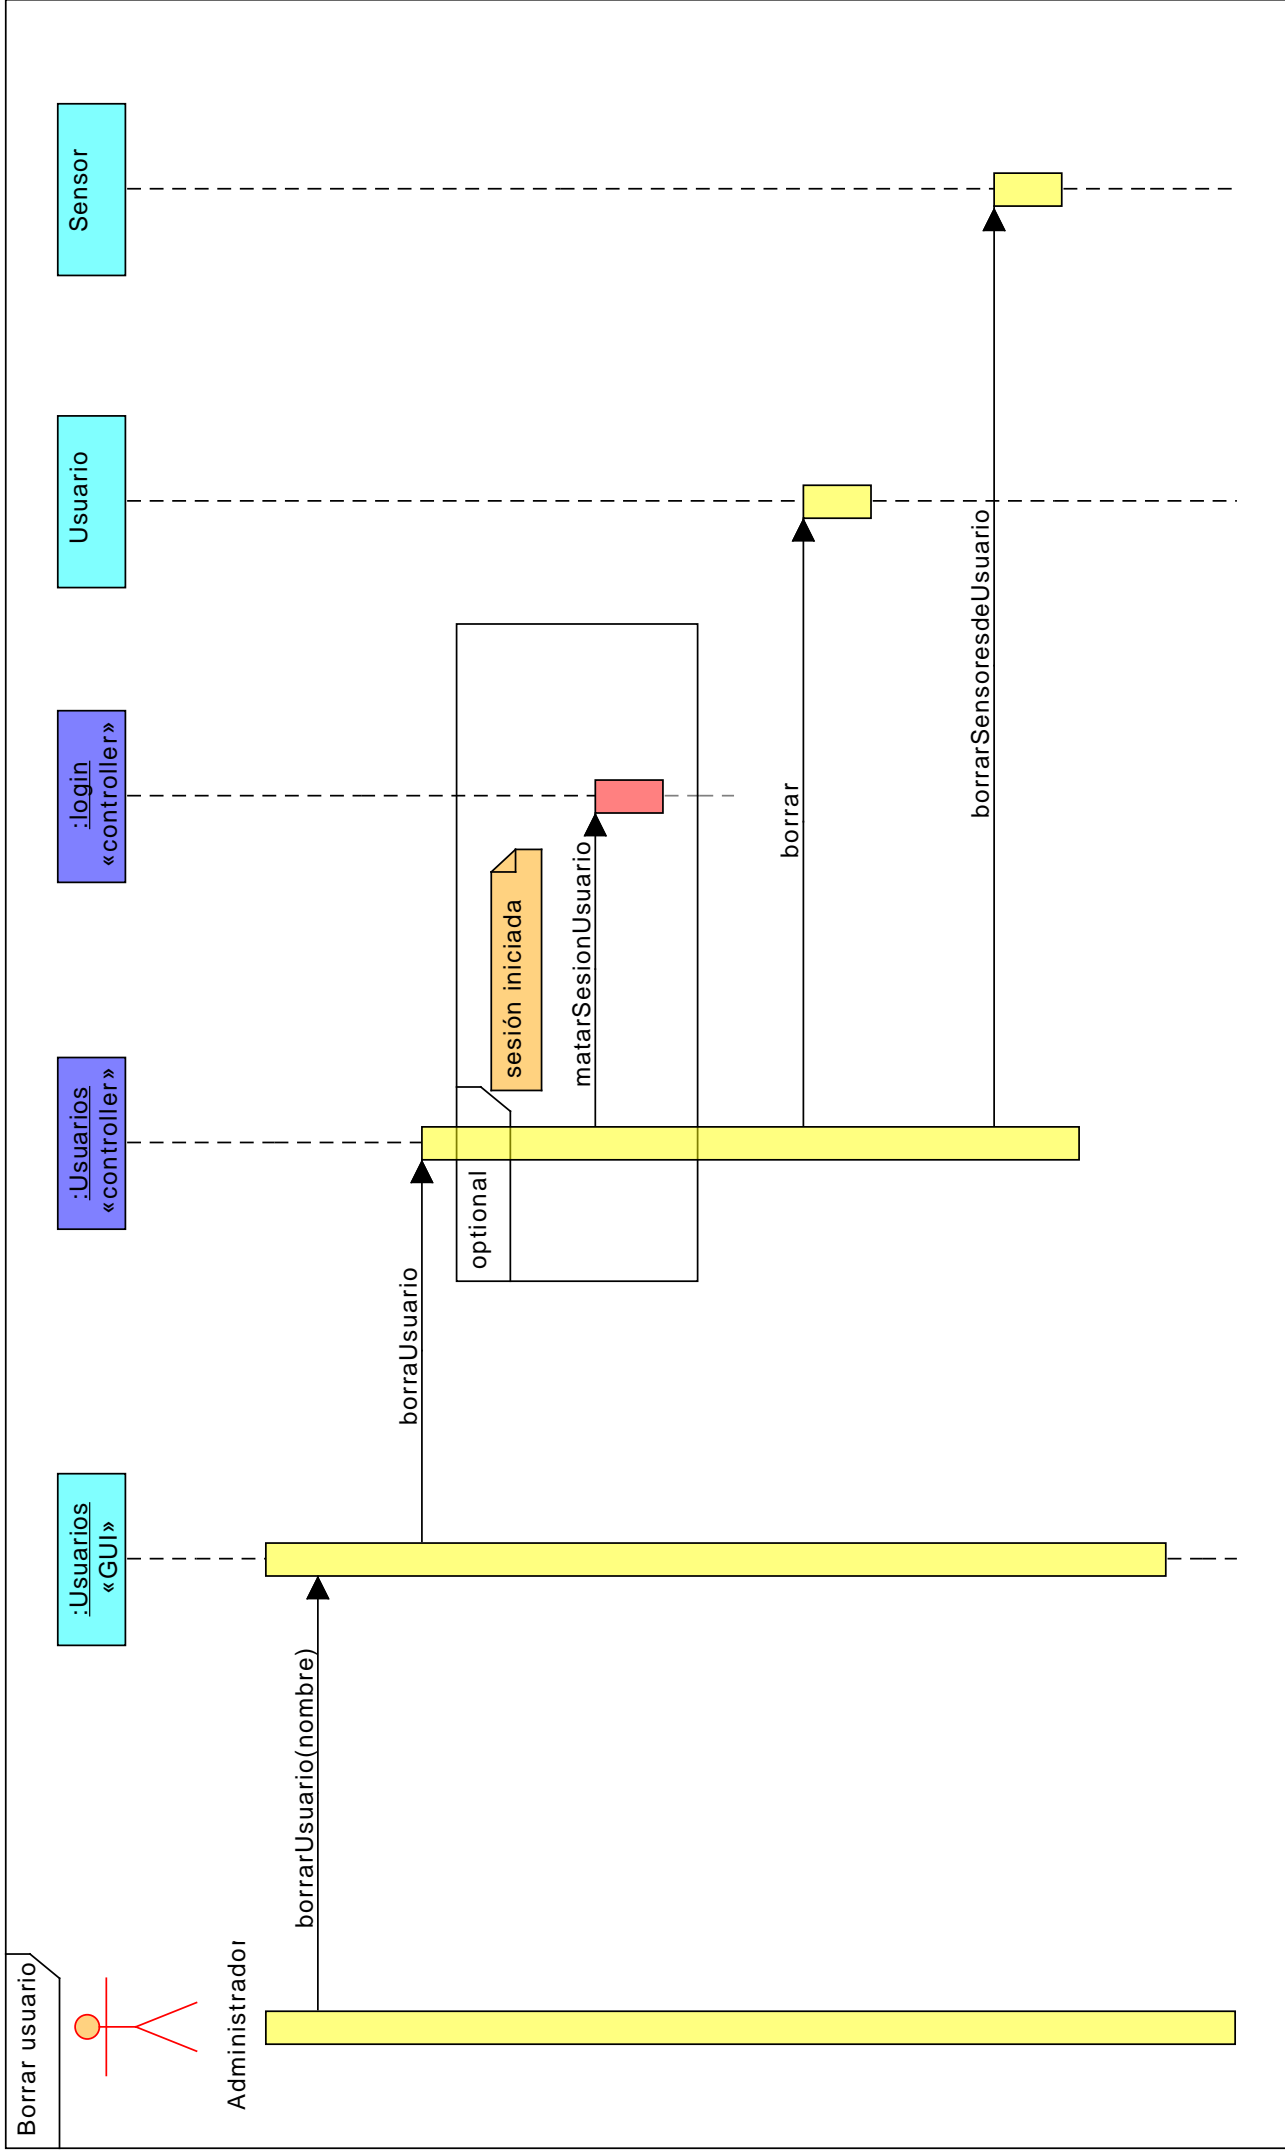 Borrar usuario
Administrador
:Usuarios
«GUI»
:Usuarios
«controller»
:login
«controller»
Usuario
Sensor
borrarUsuario(nombre)
borraUsuario
optional
sesión iniciada
matarSesionUsuario
borrar
borrarSensoresdeUsuario